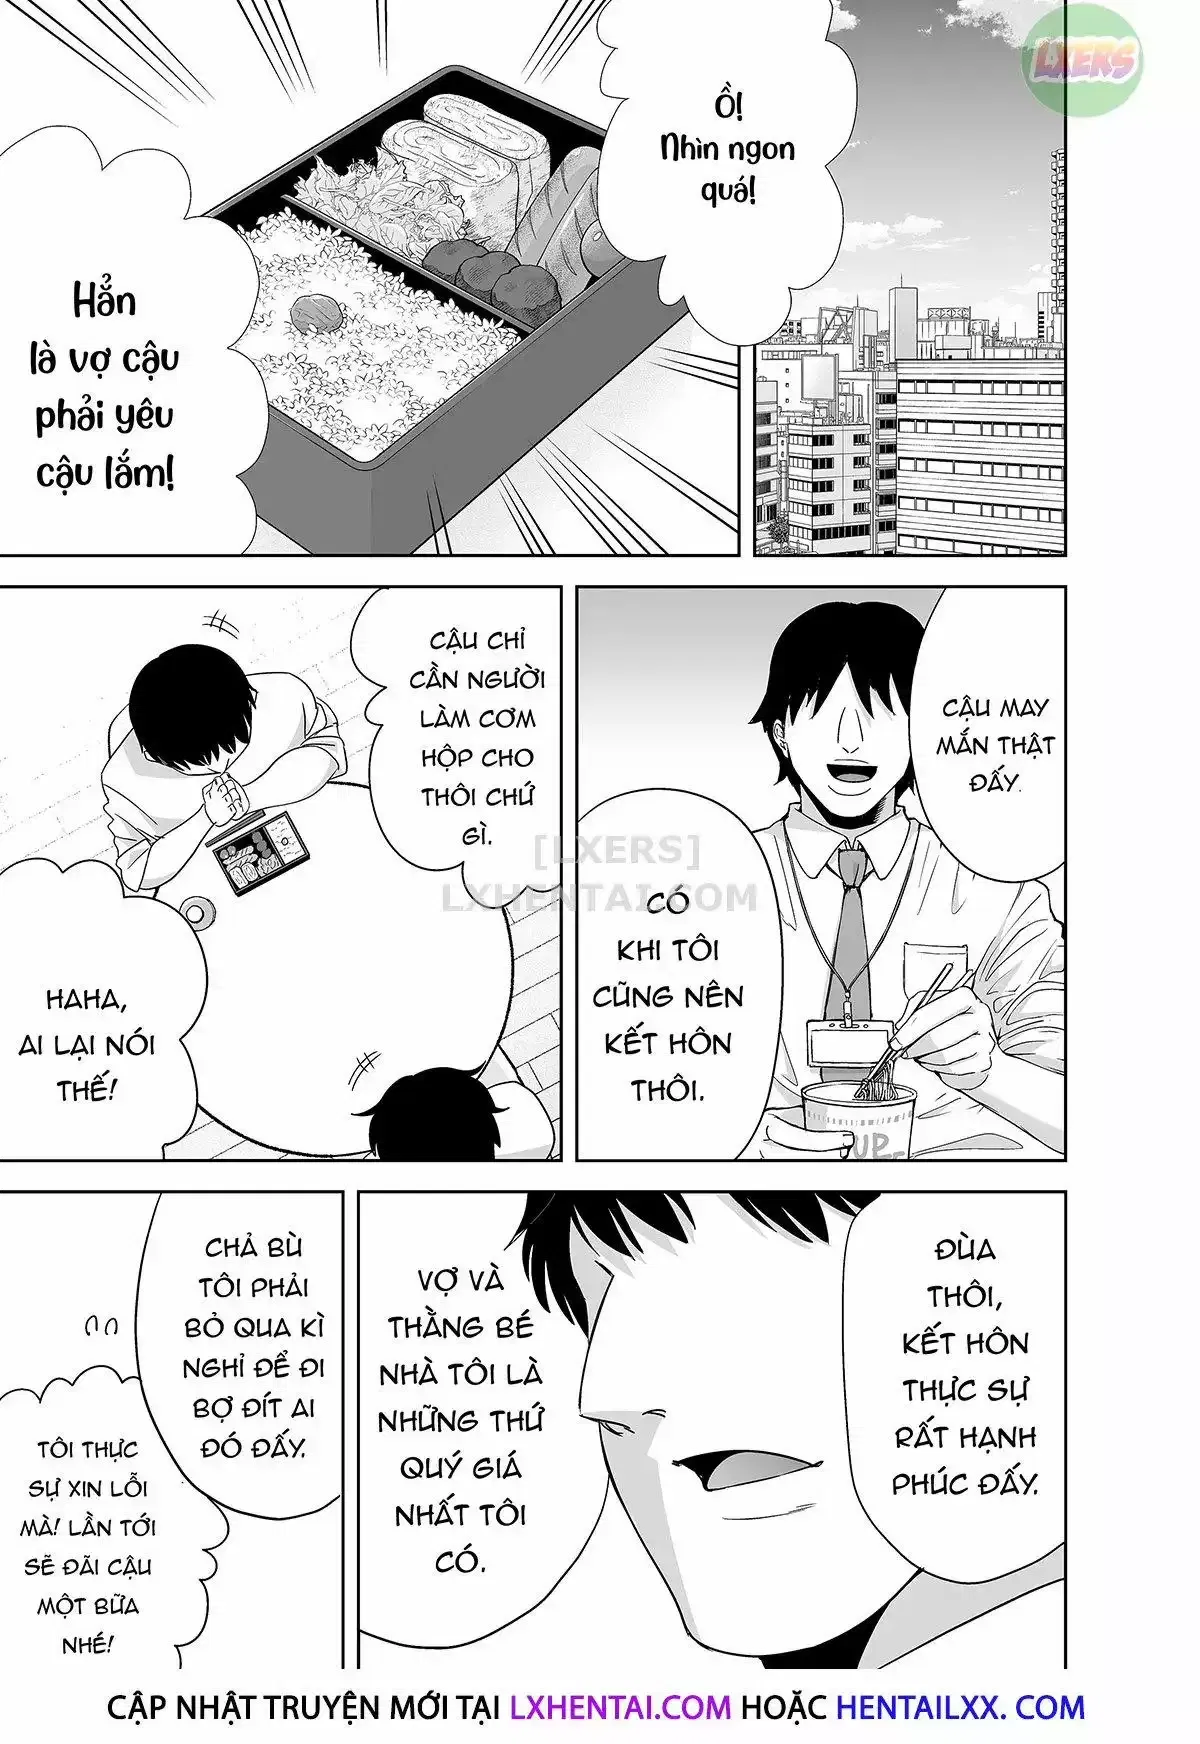 LXERS
Ồ!
Nhìn ngon
quá!
Hẳn
là vợ cậu
phải yêu
cậu lắm!
CẬU MAY
MẮN THẬT
ĐẤY.
CÓ
KHI TÔI
CŨNG NÊN
KẾT HÔN
THÔI.
CẬU CHỈ
CẦN NGƯỜI
LÀM CƠM
HỘP CHO
THÔI CHỨ
GÌ.
HAHA,
AI LẠI NÓI
THẾ!
[LXERS]
LXHENTAI.COM
ĐÙA
THÔI,
KẾT HÔN
THỰC SỰ
RẤT HẠNH
PHÚC ĐẤY.
VỢ VÀ
THẰNG BÉ
NHÀ TÔI LÀ
NHỮNG THỨ
QUÝ GIÁ
NHẤT TÔI
CÓ.
CHẢ BÙ
TÔI PHẢI
BỎ QUA KÌ
NGHỈ ĐỂ ĐI
BỢ ĐÍT AI
ĐÓ ĐẤY.
TÔI THỰC
SỰ XIN LỖI
MÀ! LẦN TỚI
SẼ ĐÃI CẬU
MỘT BỮA
NHÉ!
CẬP NHẬT TRUYỆN MỚI TẠI LXHENTAI.COM HOẶC HENTAILXX. COM